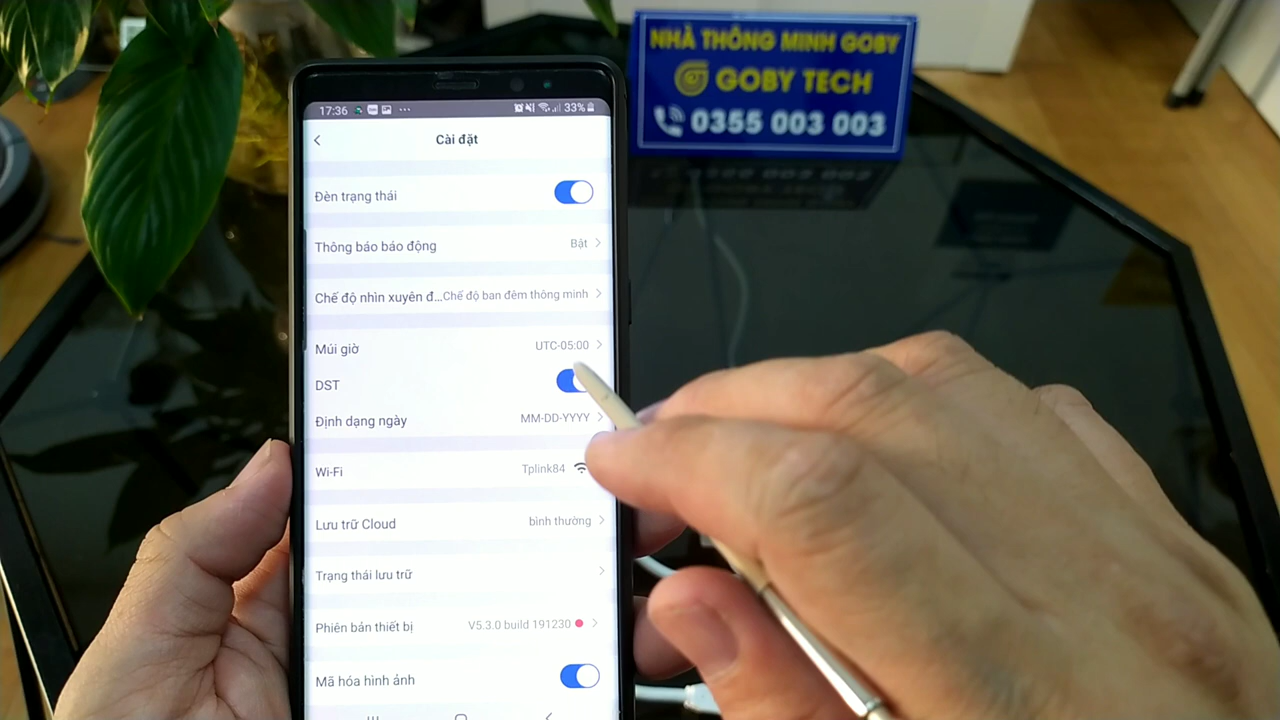 NHÀ THÔNG MINH GOBY
GOBY TECH
0355 003 003
17:36 33%
Cài đặt
Đèn trạng thái
Thông báo báo động Bật
Chế độ nhìn xuyên đ...Chế độ ban đêm thông minh
Múi giờ UTC-05:00
DST
Định dạng ngày MM-DD-YYYY
Wi-Fi Tplink84
Lưu trữ Cloud bình thường
Trạng thái lưu trữ
Phiên bản thiết bị V5.3.0 build 191230
Mã hóa hình ảnh